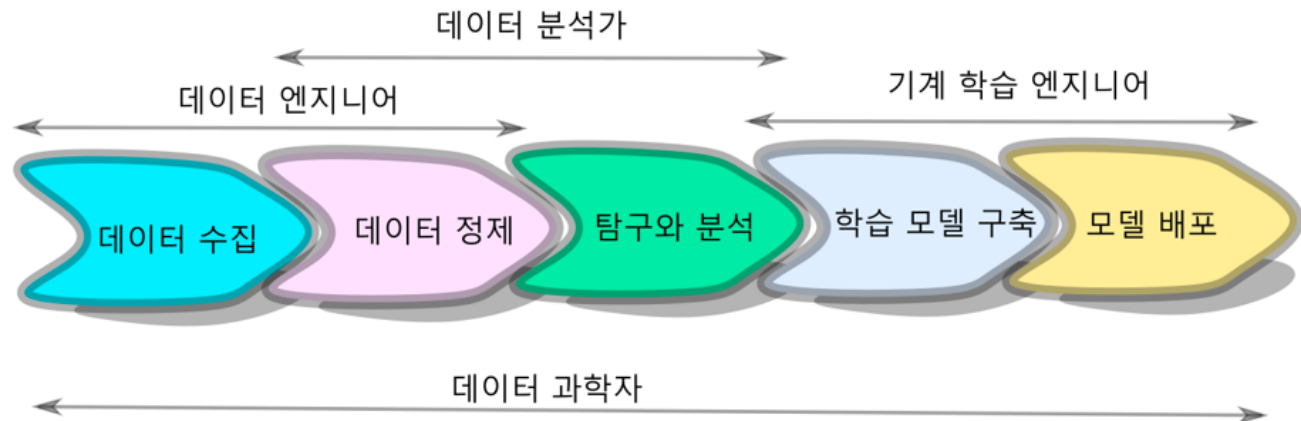 데이터 분석가
데이터 엔지니어
기계 학습 엔지니어
데이터 수집
데이터 정제
탐구와 분석
학습 모델 구축
모델 배포
데이터 과학자